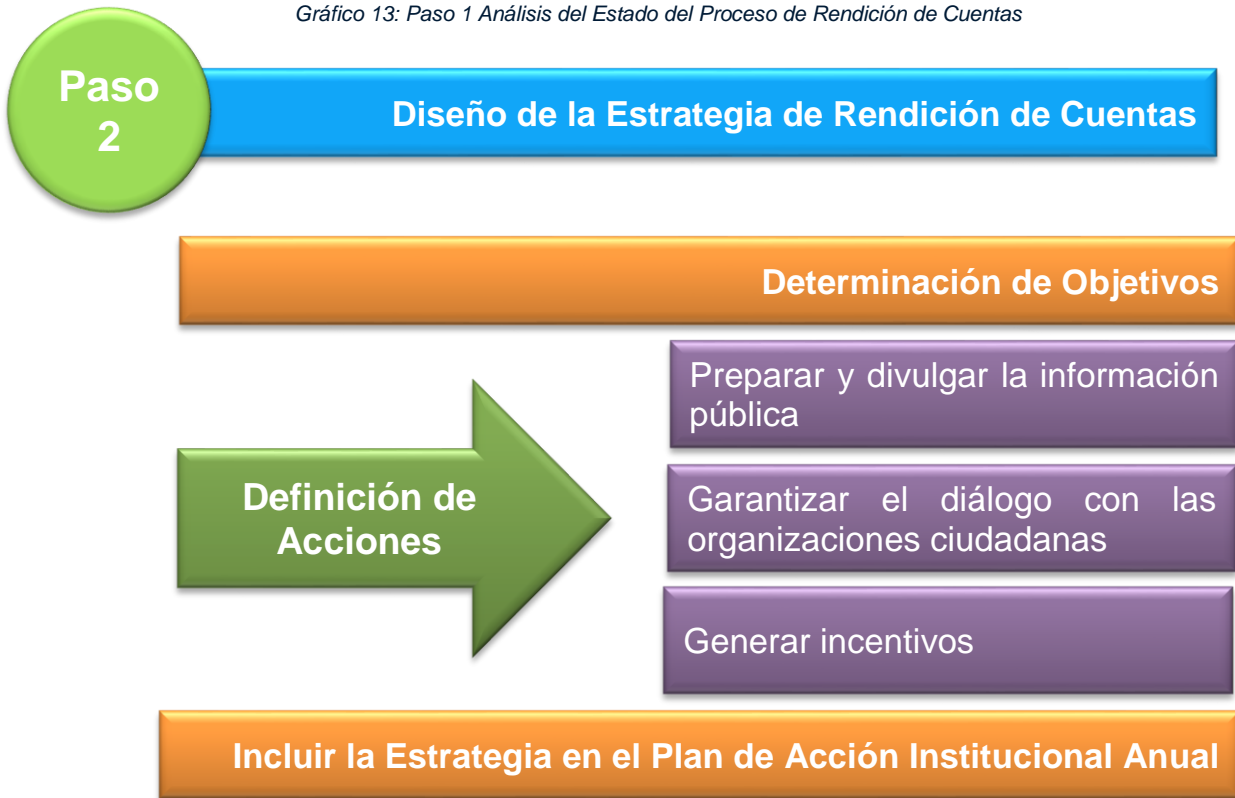 Gráfico 13: Paso 1 Análisis del Estado del Proceso de Rendición de Cuentas
Paso
2
Diseño de la Estrategia de Rendición de Cuentas
Determinación de Objetivos
Definición de
Acciones
Preparar y divulgar la información
pública
Garantizar el diálogo con las
organizaciones ciudadanas
Generar incentivos
Incluir la Estrategia en el Plan de Acción Institucional Anual